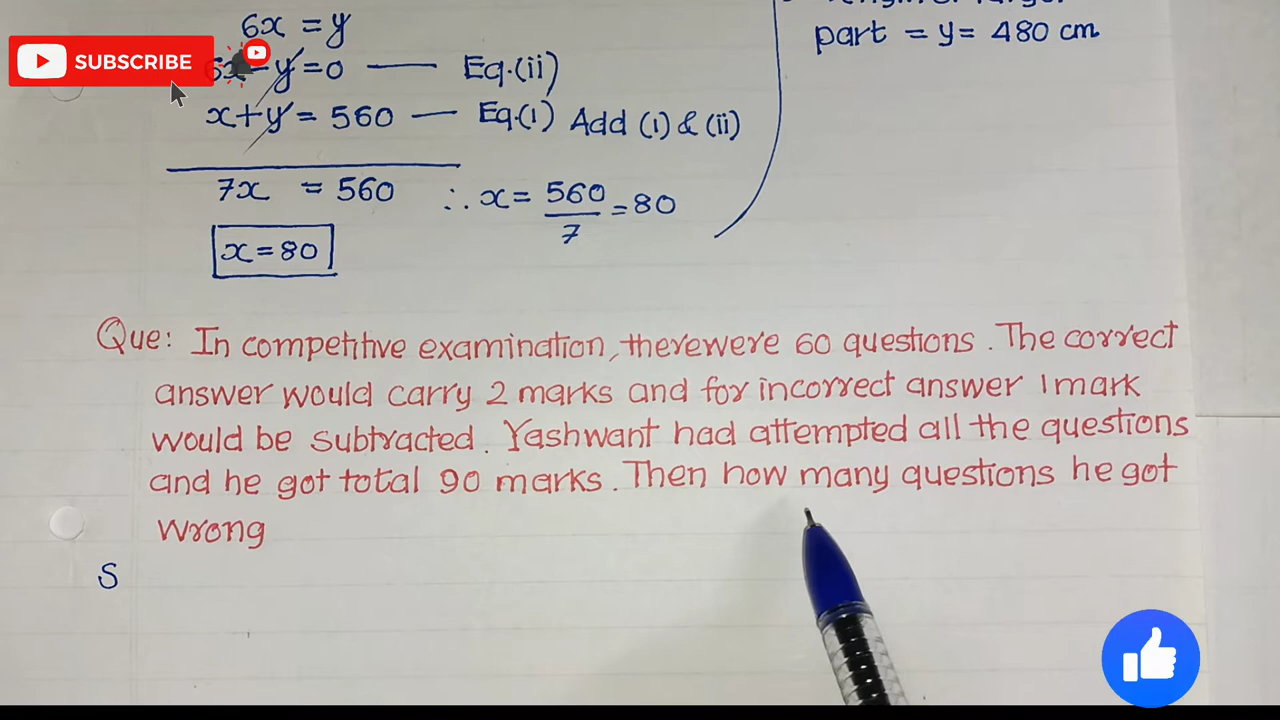 6x = y
part = y = 480 cm
SUBSCRIBE
6x - y = 0 —— Eq.(ii)
x + y = 560 — Eq.(1) Add (1) & (ii)
7x = 560 ∴ x = 560/7 = 80
x = 80
Que: In competitive examination, there were 60 questions. The correct
answer would carry 2 marks and for incorrect answer 1 mark
would be subtracted. Yashwant had attempted all the questions
and he got total 90 marks. Then how many questions he got
wrong
S